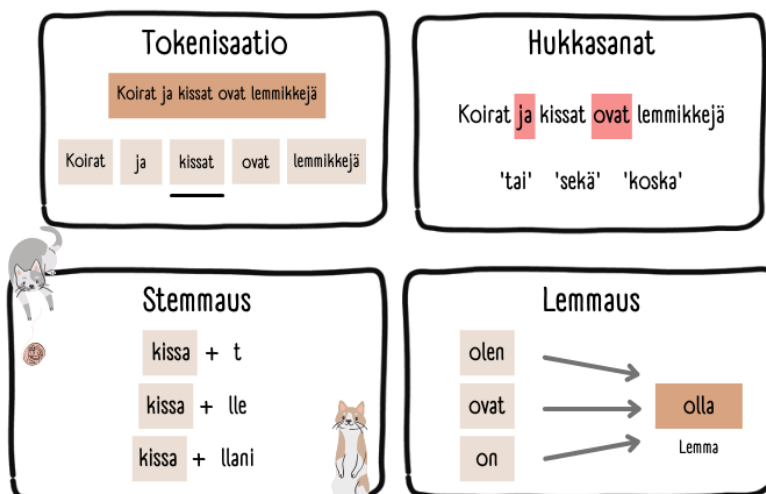 Tokenisaatio
Koirat ja kissat ovat lemmikkejä
Koirat ja kissat ovat lemmikkejä
Hukkasanat
Koirat ja kissat ovat lemmikkejä
'tai' 'sekä' 'koska'
Stemmaus
kissa + t
kissa + lle
kissa + llani
Lemmaus
olen
ovat
on
olla
Lemma